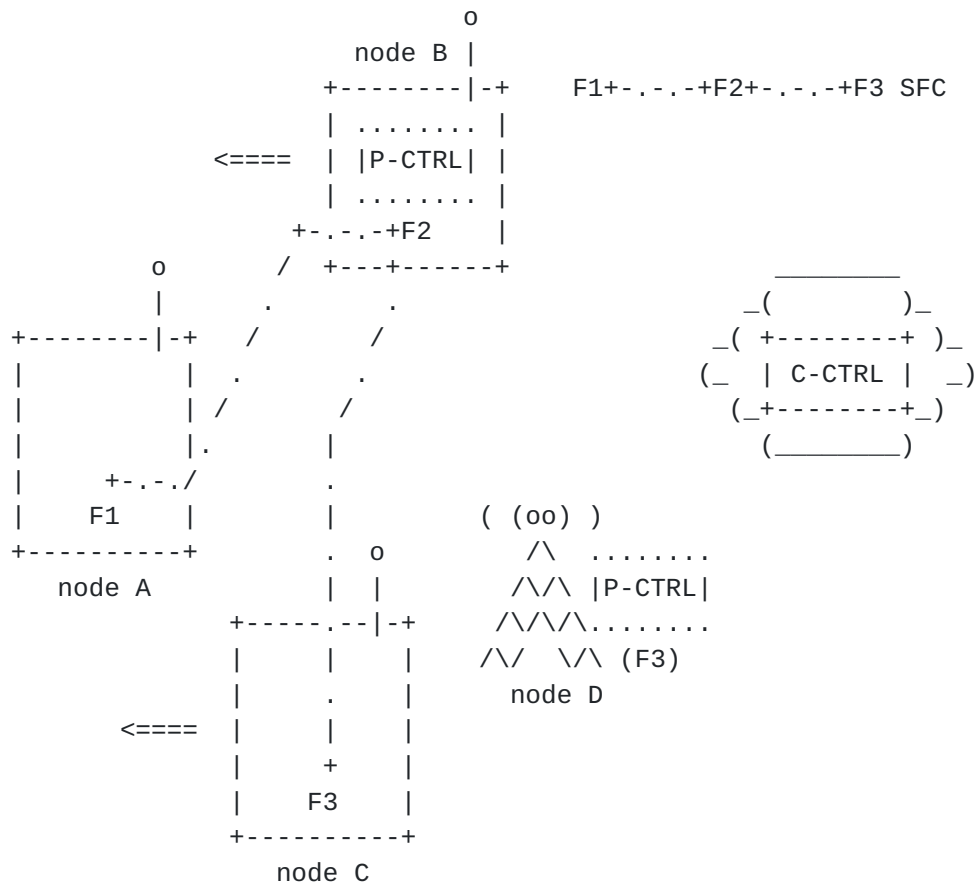 o
node B
F1+-.-.-+F2+-.-.-+F3 SFC
<==== |P-CTRL|
+-.-.-+F2
o
C-CTRL
F1
( (oo) )
o
node A
|P-CTRL|
(F3)
node D
<====
F3
node C